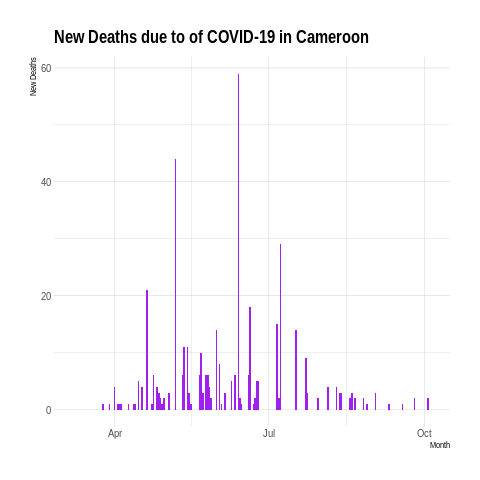 New Deaths due to of COVID-19 in Cameroon
New Deaths
60
40
20
0
Apr
Jul
Oct
Month